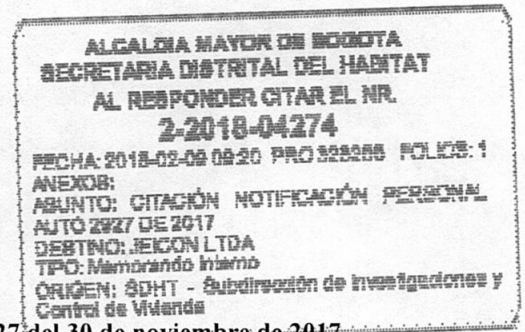 ALCALDIA MAYOR DE BOGOTA
SECRETARIA DISTRITAL DEL HABITAT
AL RESPONDER CITAR EL NR.
2-2018-04274
FECHA: 2018-02-09 09:20 PRO 328266 FOLIOS: 1
ANEXOS:
ASUNTO: CITACIÓN NOTIFICACIÓN PERSONAL
AUTO 2927 DE 2017
DESTINO: JEICON LTDA
TIPO: Memorando Interno
ORIGEN: SDHT - Subdirección de Investigaciones y
Control de Vivienda
27 del 30 de noviembre de 2017